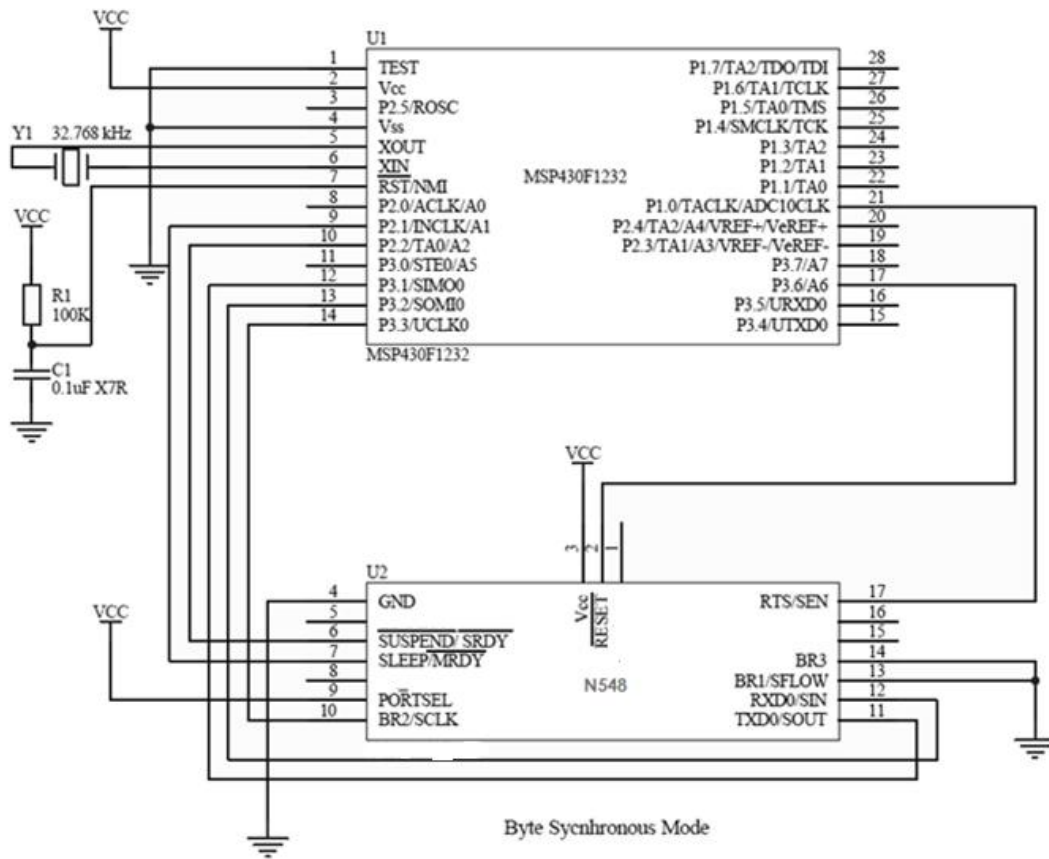 VCC
U1
1 TEST
2 Vcc
3 P2.5/ROSC
4 Vss
5 XOUT
6 XIN
7 RST/NMI
8 P2.0/ACLK/A0
9 P2.1/INCLK/A1
10 P2.2/TA0/A2
11 P3.0/STE0/A5
12 P3.1/SIMO0
13 P3.2/SOMI0
14 P3.3/UCLK0
P1.7/TA2/TDO/TDI 28
P1.6/TA1/TCLK 27
P1.5/TA0/TMS 26
P1.4/SMCLK/TCK 25
P1.3/TA2 24
P1.2/TA1 23
P1.1/TA0 22
P1.0/TACLK/ADC10CLK 21
P2.4/TA2/A4/VREF+/VeREF+ 20
P2.3/TA1/A3/VREF-/VeREF- 19
P3.7/A7 18
P3.6/A6 17
P3.5/URXD0 16
P3.4/UTXD0 15
MSP430F1232
MSP430F1232
Y1 32.768 kHz
VCC
R1
100K
C1
0.1uF X7R
VCC
3 Vcc
2 RESET
1
U2
VCC
4 GND
5
6 SUSPEND/ SRDY
7 SLEEP/MRDY
8
9 PORTSEL
10 BR2/SCLK
RTS/SEN 17
16
15
BR3 14
BR1/SFLOW 13
RXD0/SIN 12
TXD0/SOUT 11
N548
Byte Sycnhronous Mode